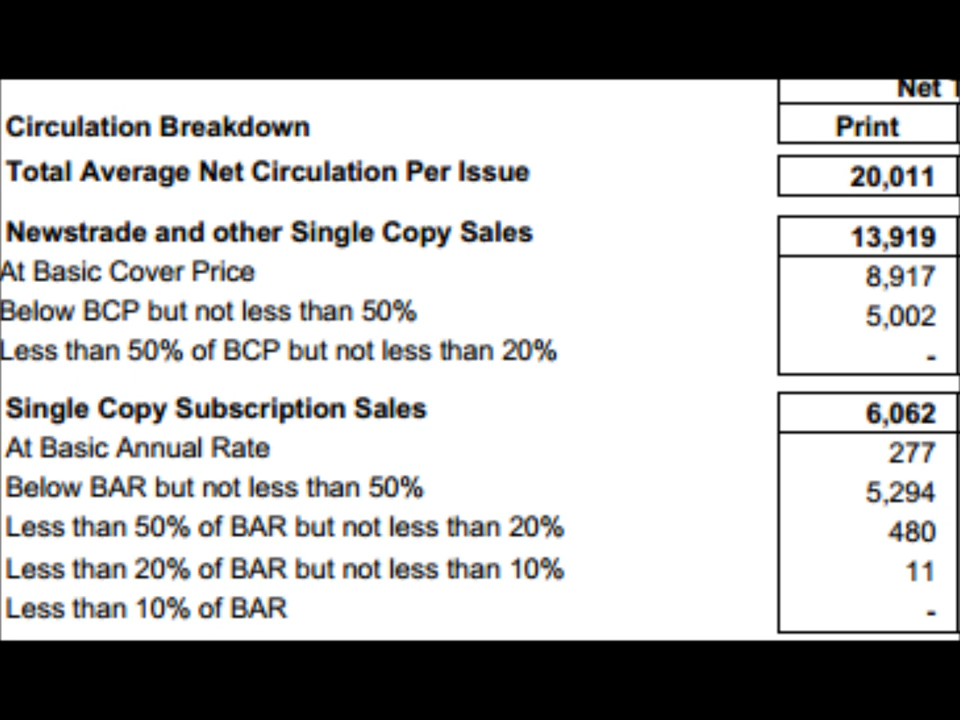 Net
Circulation Breakdown Print
Total Average Net Circulation Per Issue 20,011
Newstrade and other Single Copy Sales 13,919
At Basic Cover Price 8,917
Below BCP but not less than 50% 5,002
Less than 50% of BCP but not less than 20% -
Single Copy Subscription Sales 6,062
At Basic Annual Rate 277
Below BAR but not less than 50% 5,294
Less than 50% of BAR but not less than 20% 480
Less than 20% of BAR but not less than 10% 11
Less than 10% of BAR -